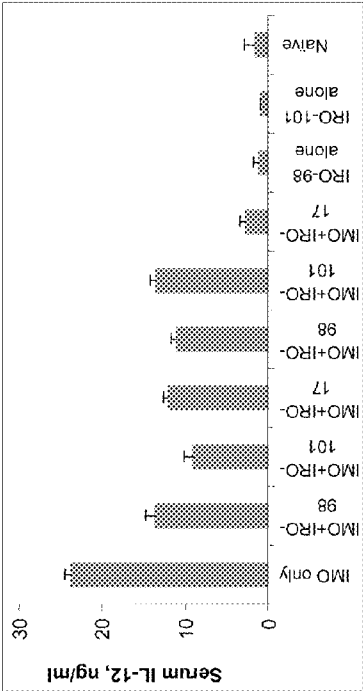 Serum IL-12, ng/ml
30
20
10
0
IMO only
IMO+IRO-
98
IMO+IRO-
101
IMO+IRO-
17
IMO+IRO-
98
IMO+IRO-
101
IMO+IRO-
17
IRO-98
alone
IRO-101
alone
Naïve